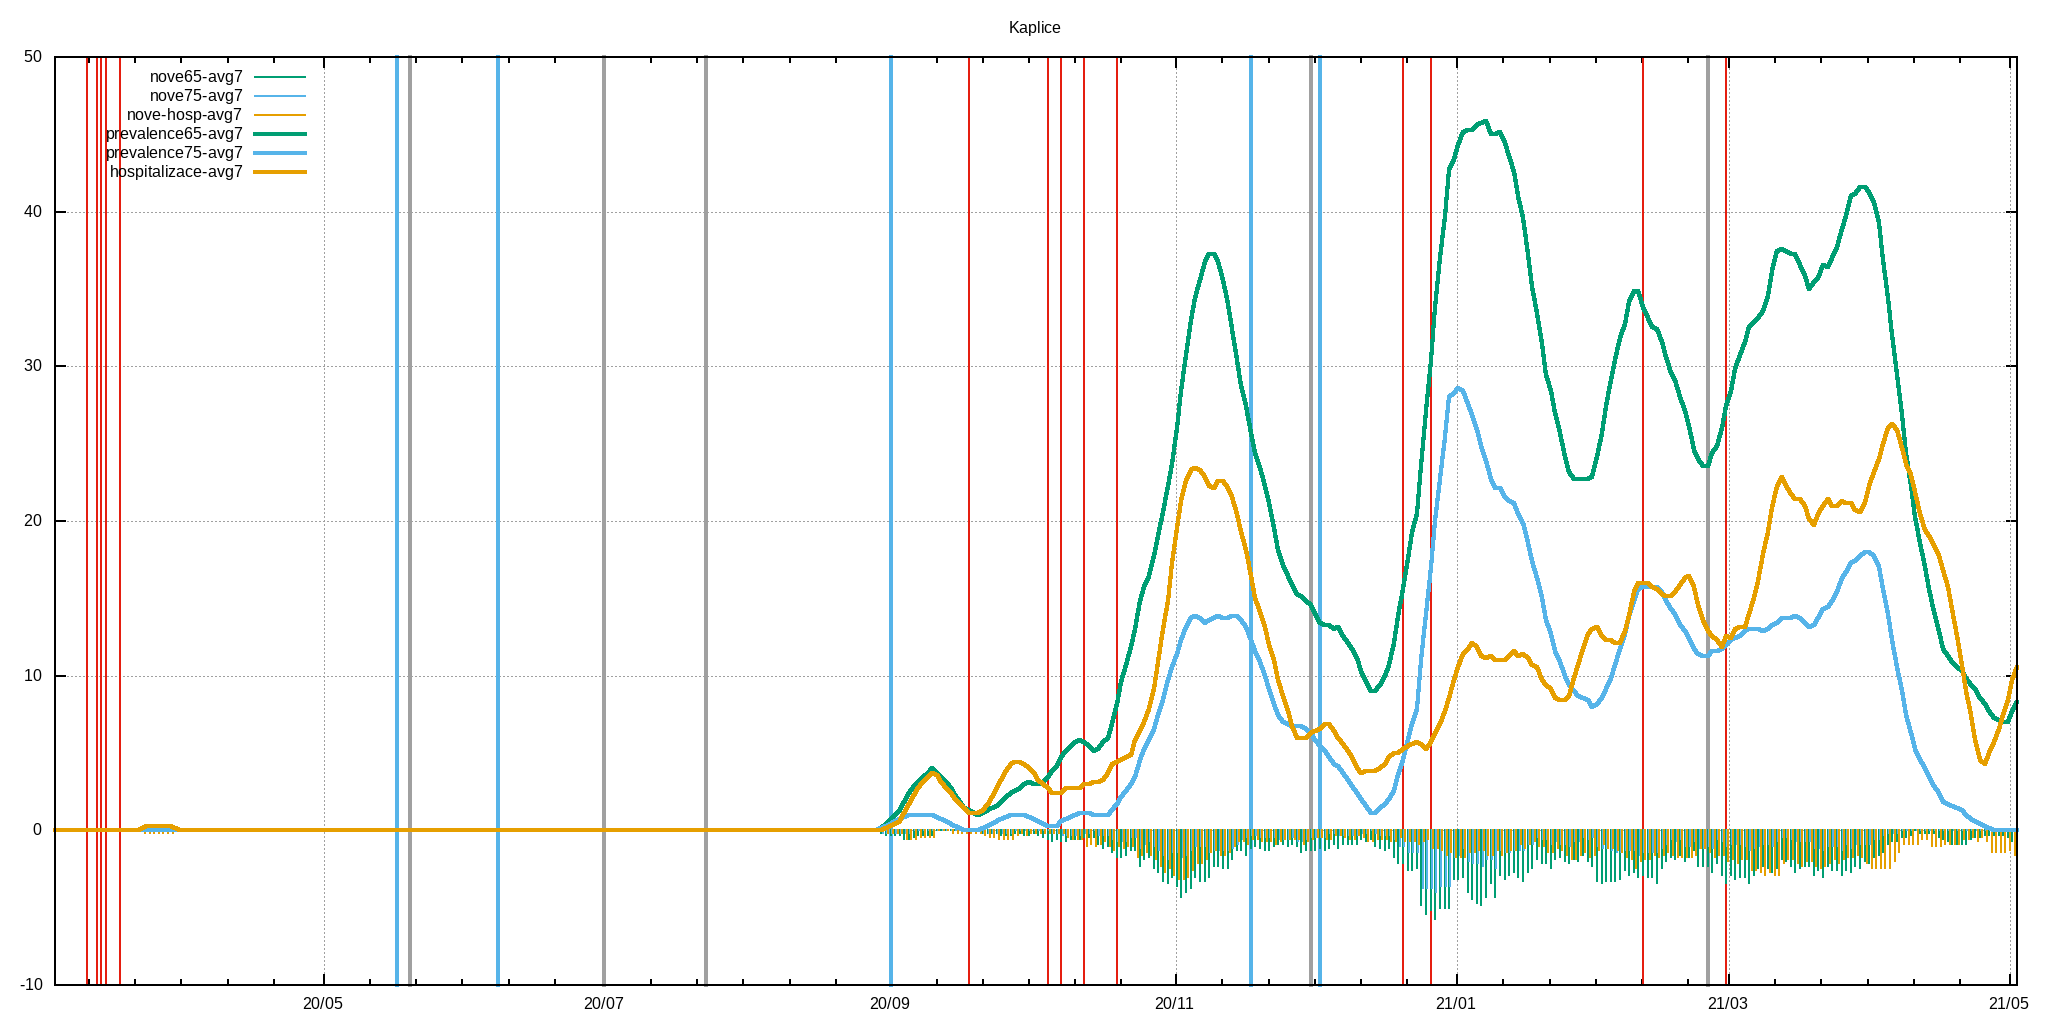 Kaplice
50
nove65-avg7
nove75-avg7
nove-hosp-avg7
prevalence65-avg7
prevalence75-avg7
hospitalizace-avg7
40
30
20
10
0
-10
20/05 20/07 20/09 20/11 21/01 21/03 21/05